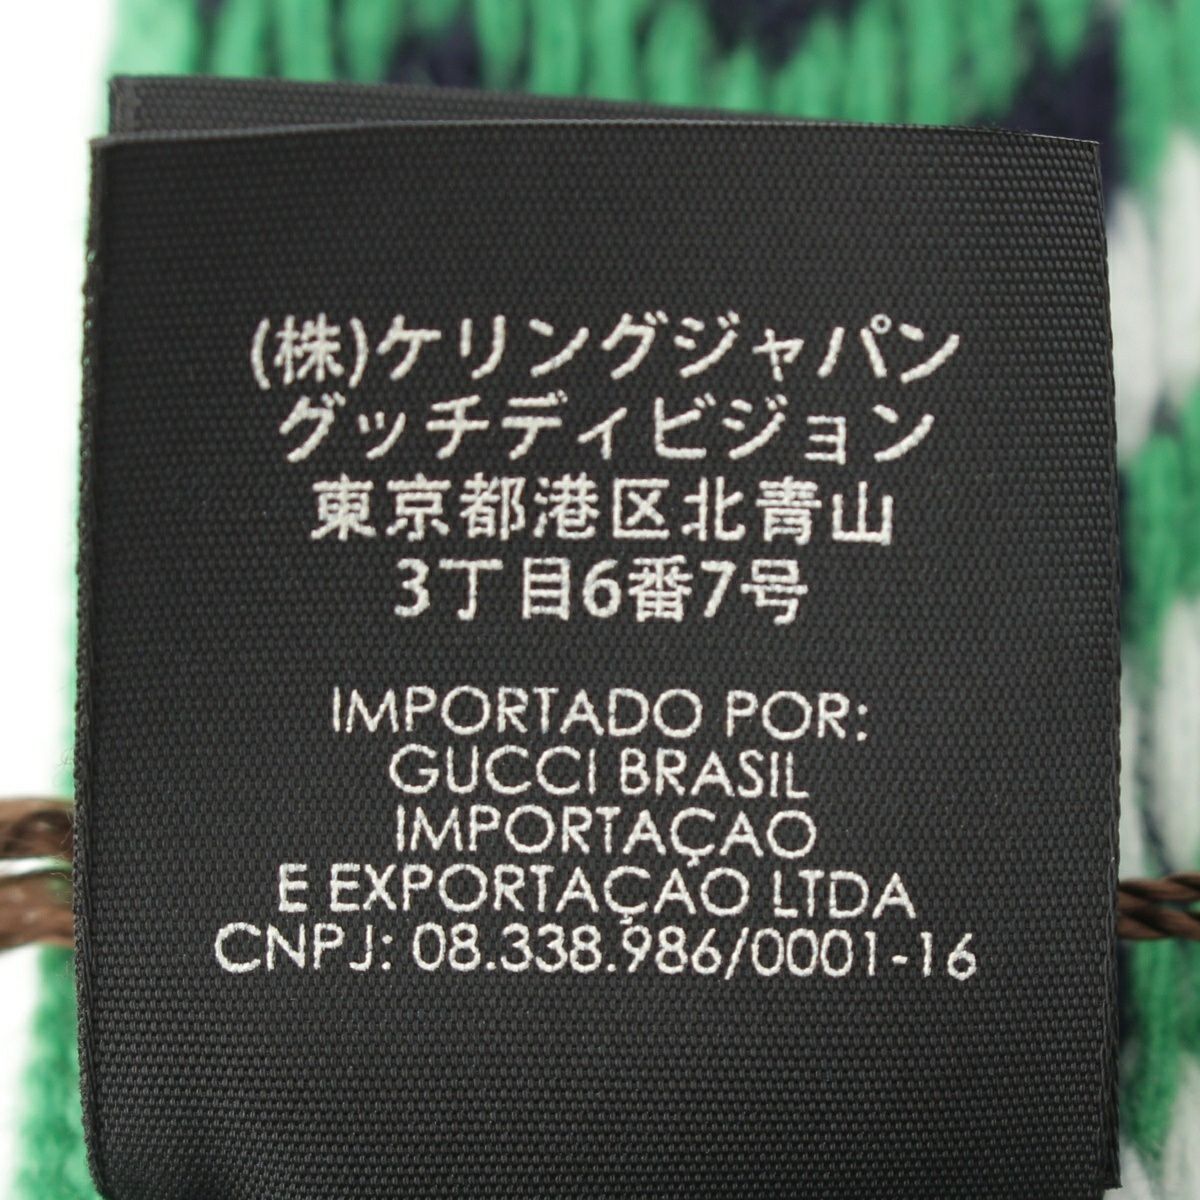 (株)ケリングジャパン
グッチディビジョン
東京都港区北青山
3丁目6番7号
IMPORTADO POR:
GUCCI BRASIL
IMPORTAÇAO
E EXPORTAÇAO LTDA
CNPJ: 08.338.986/0001-16